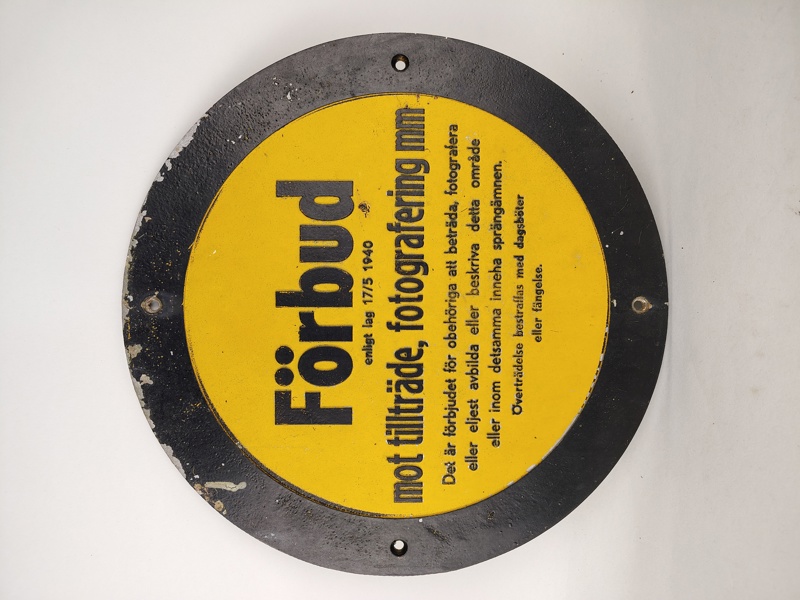 Förbud
enligt lag 17/5 1940
mot tillträde, fotografering mm
Det är förbjudet för obehöriga att beträda, fotografera
eller eljest avbilda eller beskriva detta område
eller inom detsamma inneha sprängämnen.
Överträdelse bestraffas med dagsböter
eller fängelse.